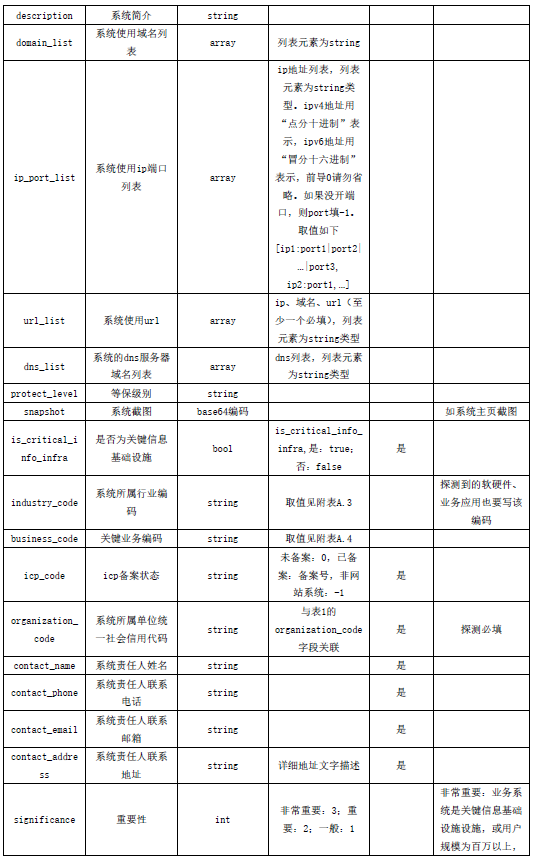 description 系统简介 string
domain_list 系统使用域名列
表 array 列表元素为string
ip_port_list 系统使用ip端口
列表 array ip地址列表，列表
元素为string类
型。ipv4地址用
“点分十进制”表
示，ipv6地址用
“冒分十六进制”
表示，前导0请勿省
略。如果没开端
口，则port填-1。
取值如下
[ip1:port1|port2|
…|port3,
ip2:port1,…]
url_list 系统使用url array ip、域名、url（至
少一个必填），列表
元素为string类型
dns_list 系统的dns服务器
域名列表 array dns列表，列表元素
为string类型
protect_level 等保级别 string
snapshot 系统截图 base64编码 如系统主页截图
is_critical_i
nfo_infra 是否为关键信息
基础设施 bool is_critical_info_
infra,是：true；
否：false 是
industry_code 系统所属行业编
码 string 取值见附表A.3 探测到的软硬件、
业务应用也要写该
编码
business_code 关键业务编码 string 取值见附表A.4
icp_code icp备案状态 string 未备案：0，已备
案：备案号，非网
站系统：-1 是
organization_
code 系统所属单位统
一社会信用代码 string 与表1的
organization_code
字段关联 是 探测必填
contact_name 系统责任人姓名 string 是
contact_phone 系统责任人联系
电话 string 是
contact_email 系统责任人联系
邮箱 string 是
contact_addre
ss 系统责任人联系
地址 string 详细地址文字描述 是
significance 重要性 int 非常重要：3；重
要：2；一般：1 非常重要：业务系
统是关键信息基础
设施设施，或用户
规模为百万以上，